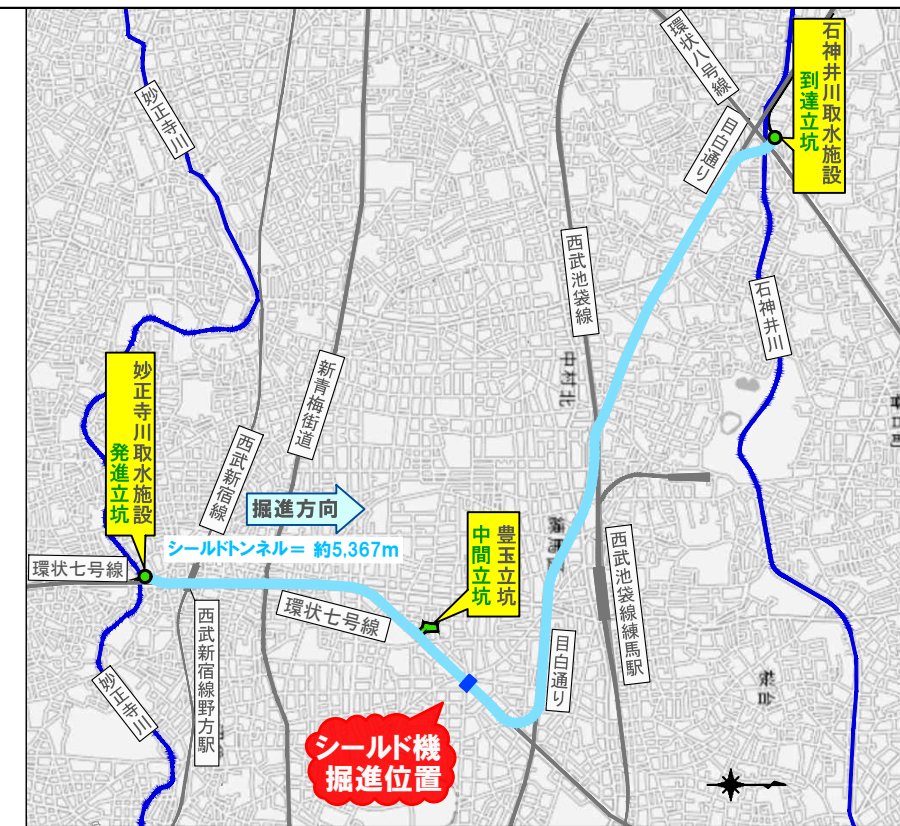 環状八号線
石神井川取水施設
到達立坑
妙正寺川
目白通り
西武池袋線
石神井川
新青梅街道
中村北
妙正寺川取水施設
発進立坑
西武新宿線
掘進方向
シールドトンネル＝ 約5,367m
豊玉立坑
中間立坑
環状七号線
環状七号線
西武池袋線練馬駅
西武新宿線野方駅
目白通り
妙正寺川
シールド機
掘進位置